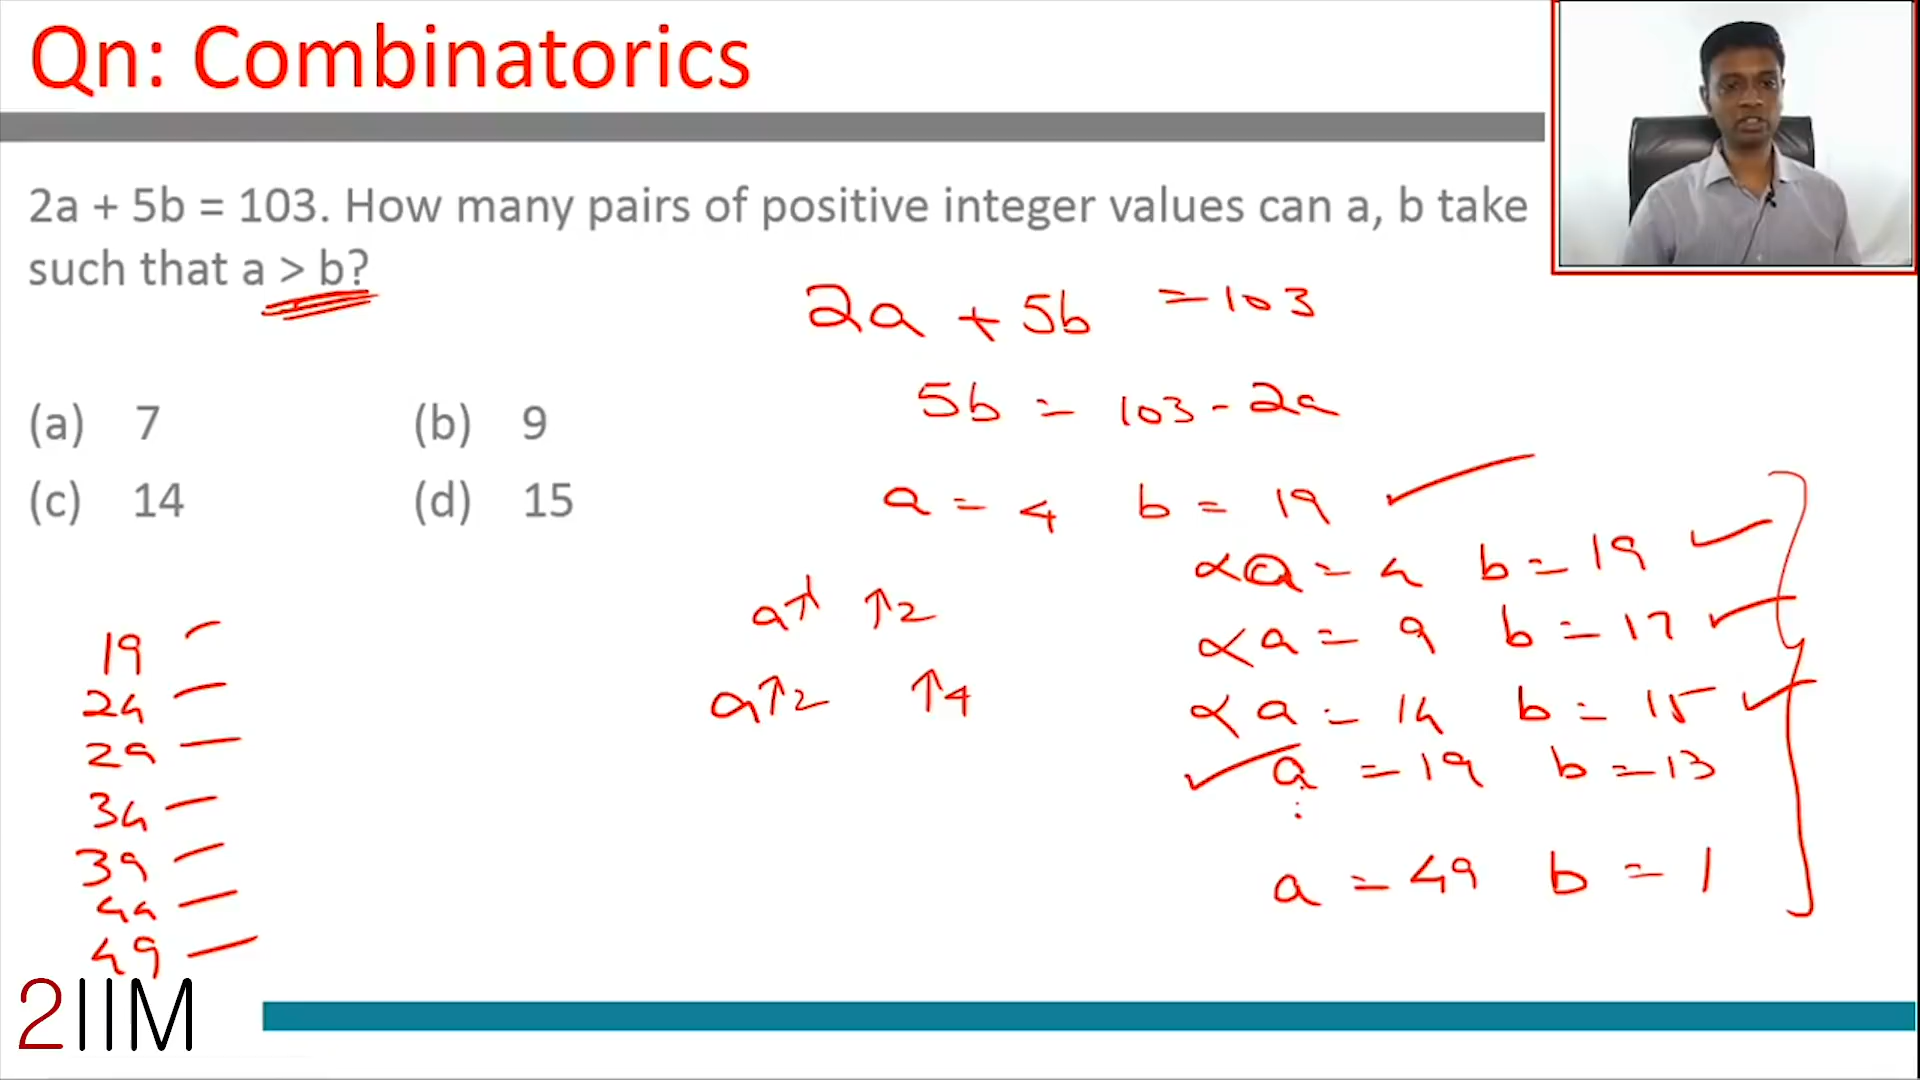 Qn: Combinatorics
2a + 5b = 103. How many pairs of positive integer values can a, b take
such that a > b?
(a) 7 (b) 9
(c) 14 (d) 15
2a + 5b = 103
5b = 103 - 2a
a = 4 b = 19
a = 4 b = 19
a = 9 b = 17
a = 14 b = 15
a = 19 b = 13
a = 49 b = 1
a↑ ↑2
a↑2 ↑4
19
24
29
34
39
44
49
2IIM